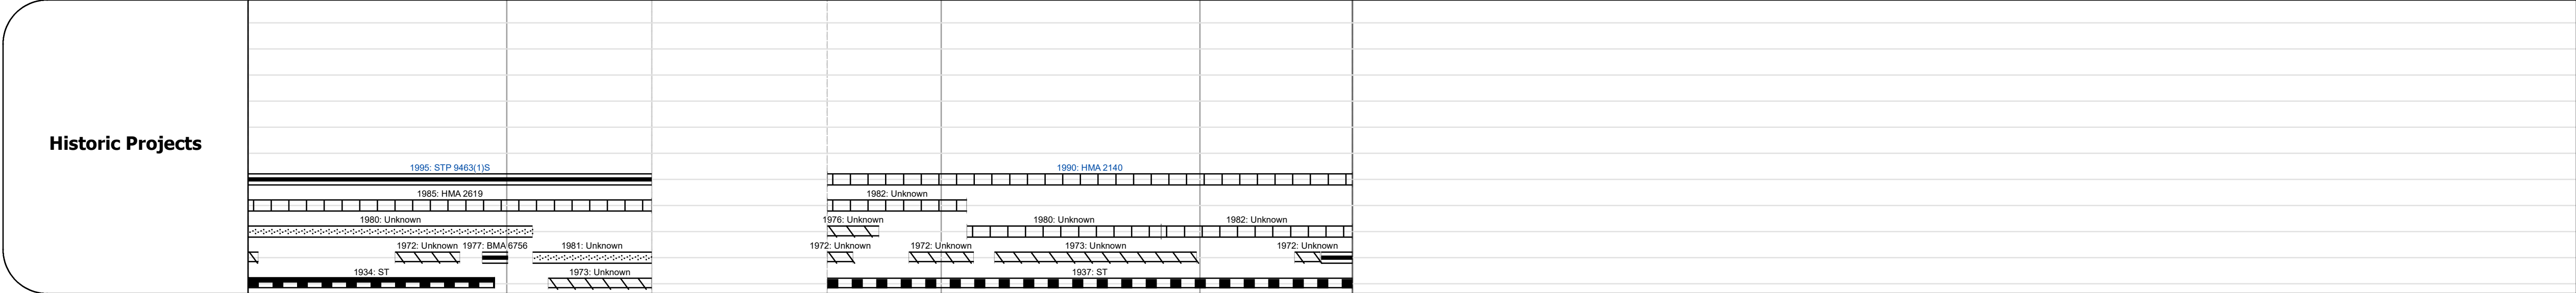 Historic Projects
1995: STP 9463(1)S
1990: HMA 2140
1985: HMA 2619
1982: Unknown
1980: Unknown
1976: Unknown
1980: Unknown
1982: Unknown
1972: Unknown
1977: BMA 6756
1981: Unknown
1972: Unknown
1972: Unknown
1973: Unknown
1972: Unknown
1934: ST
1973: Unknown
1937: ST